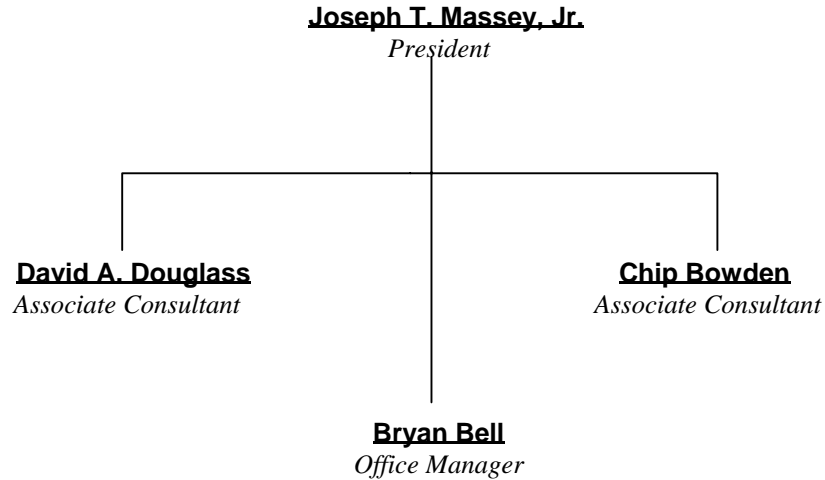 Joseph T. Massey, Jr.
President
David A. Douglass
Associate Consultant
Chip Bowden
Associate Consultant
Bryan Bell
Office Manager